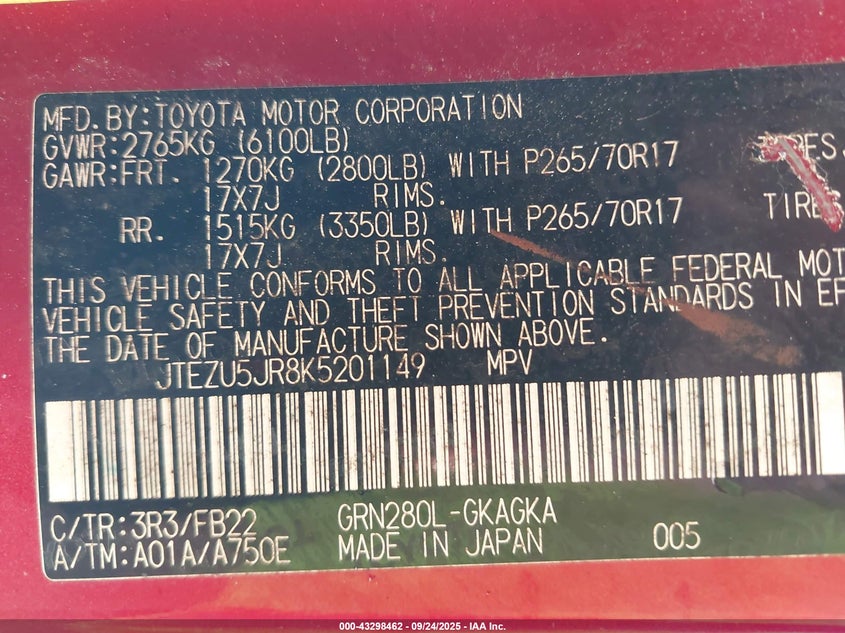 MFD.BY:TOYOTA MOTOR CORPORATION
GVWR:2765KG (6100LB)
GAWR:FRT. 1270KG (2800LB) WITH P265/70R17
17X7J RIMS.
RR. 1515KG (3350LB) WITH P265/70R17 TIRES
17X7J RIMS.
THIS VEHICLE CONFORMS TO ALL APPLICABLE FEDERAL MOT
VEHICLE SAFETY AND THEFT PREVENTION STANDARDS IN EF
THE DATE OF MANUFACTURE SHOWN ABOVE.
JTEZU5JR8K5201149 MPV
C/TR:3R3/FB22 GRN280L-GKAGKA
A/TM:A01A/A750E MADE IN JAPAN 005
000-43298462 - 09/24/2025 - IAA Inc.